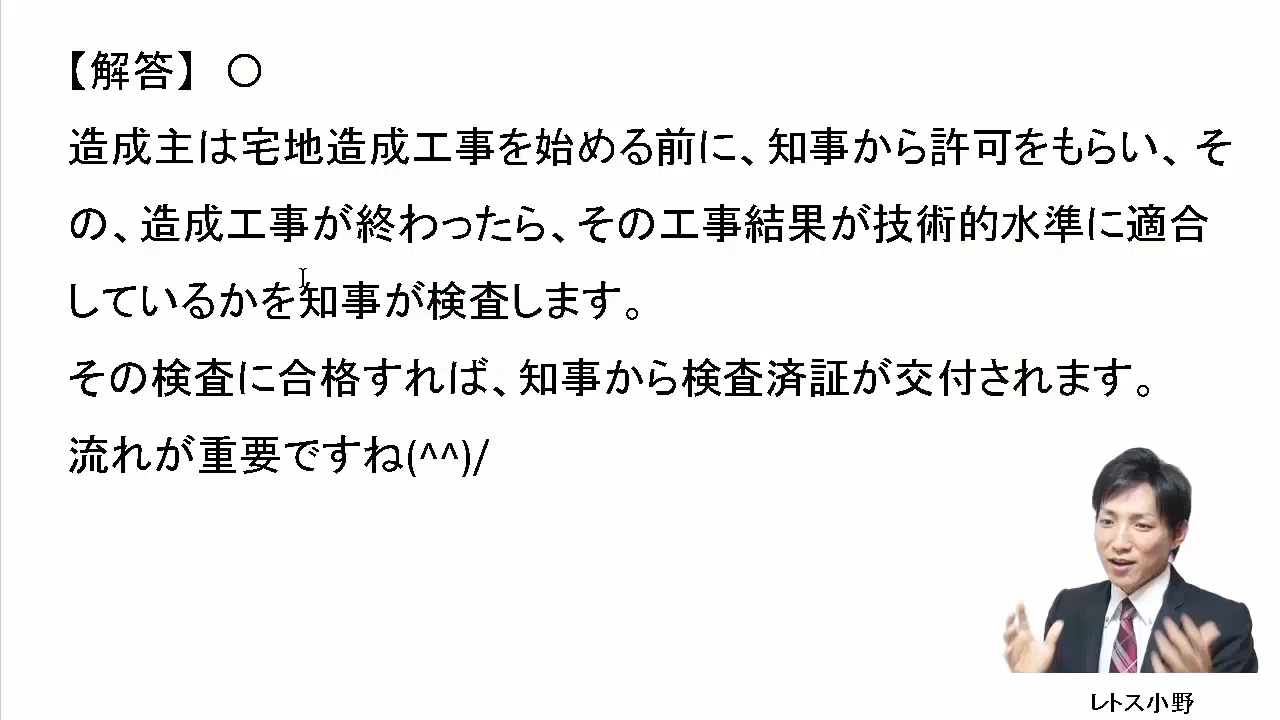 【解答】 ○
造成主は宅地造成工事を始める前に、知事から許可をもらい、そ
の、造成工事が終わったら、その工事結果が技術的水準に適合
しているかを知事が検査します。
その検査に合格すれば、知事から検査済証が交付されます。
流れが重要ですね(^^)/
レトス小野